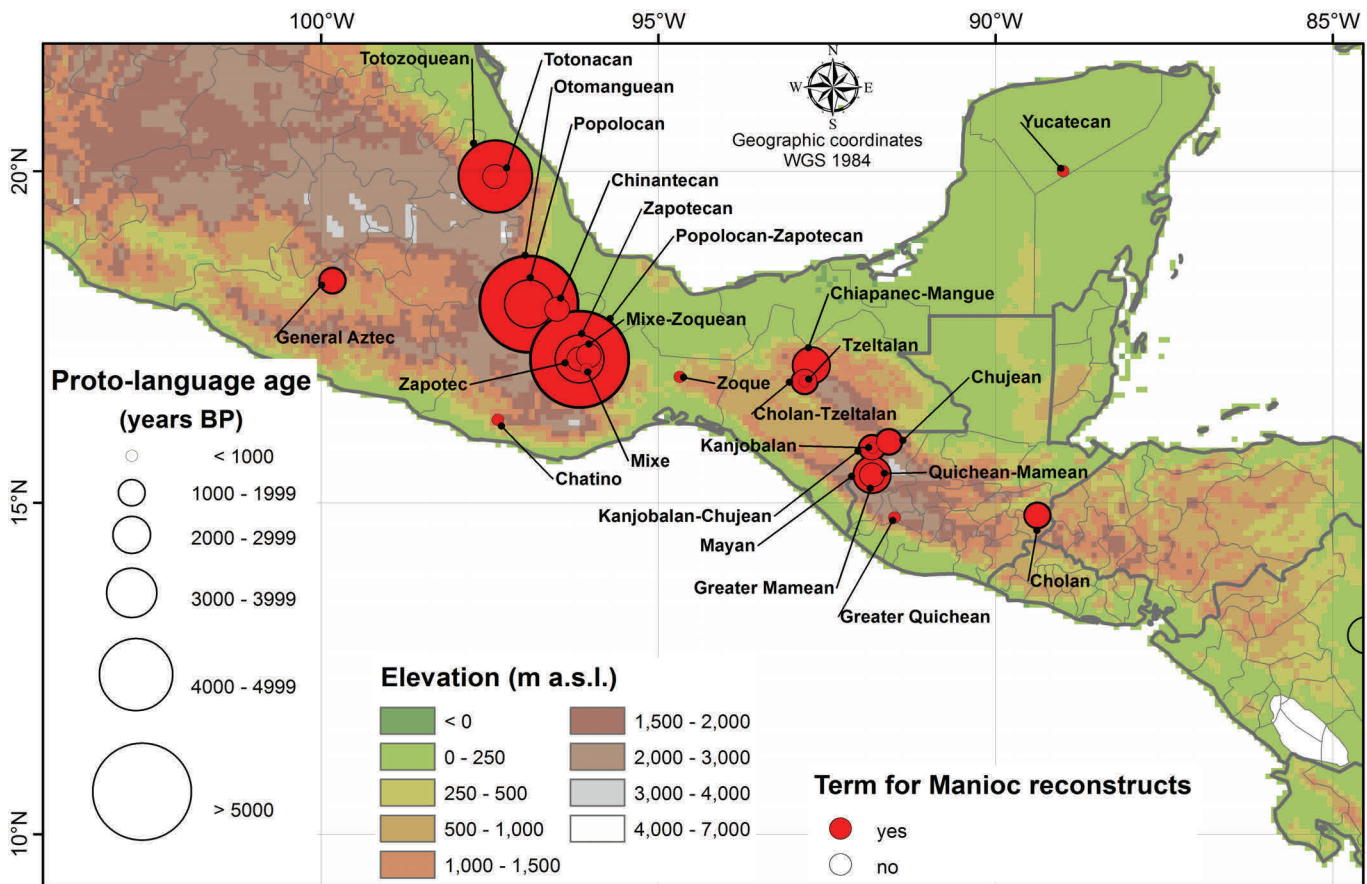 100°W
95°W
90°W
85°W
20°N
15°N
10°N
N
W
E
S
Geographic coordinates
WGS 1984
Totozoquean
Totonacan
Otomanguean
Popolocan
Chinantecan
Zapotecan
Popolocan-Zapotecan
Yucatecan
Chiapanec-Mangue
Mixe-Zoquean
Tzeltalan
General Aztec
Zapotec
Zoque
Chujean
Cholan-Tzeltalan
Kanjobalan
Mixe
Quichean-Mamean
Chatino
Kanjobalan-Chujean
Mayan
Cholan
Greater Mamean
Greater Quichean
Proto-language age
(years BP)
< 1000
1000 - 1999
2000 - 2999
3000 - 3999
4000 - 4999
> 5000
Elevation (m a.s.l.)
< 0
0 - 250
250 - 500
500 - 1,000
1,000 - 1,500
1,500 - 2,000
2,000 - 3,000
3,000 - 4,000
4,000 - 7,000
Term for Manioc reconstructs
yes
no